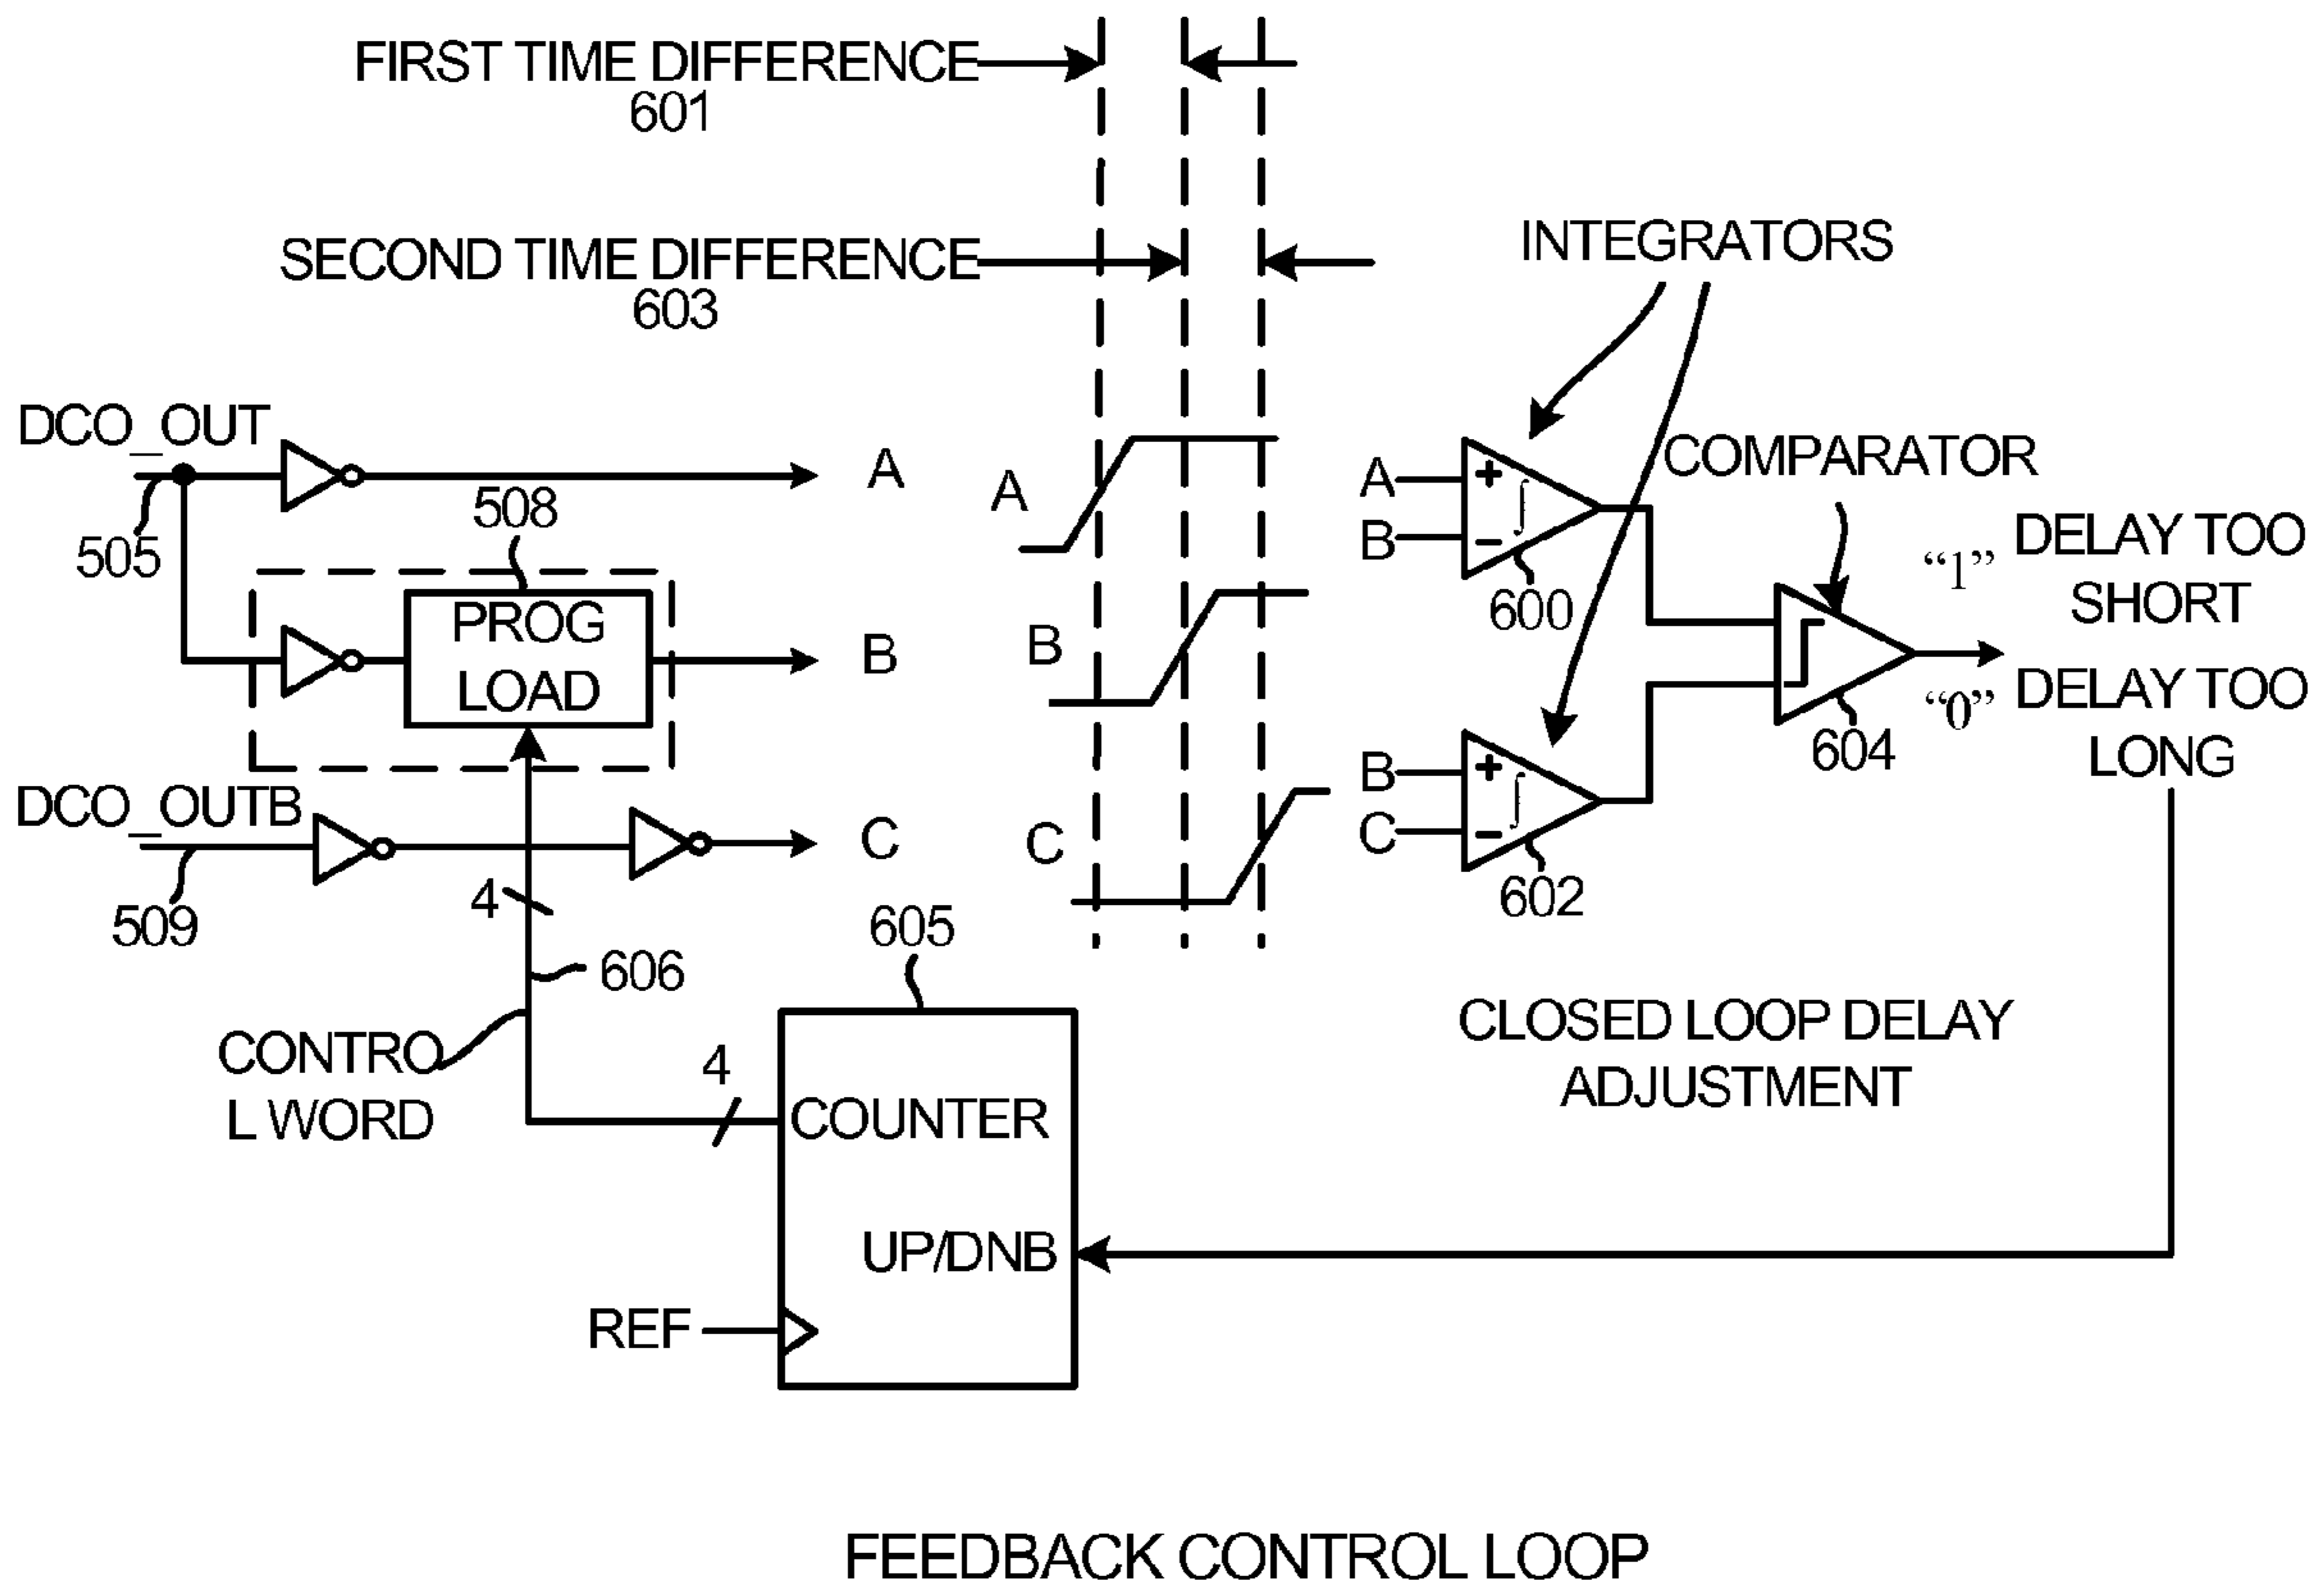 FIRST TIME DIFFERENCE
601
SECOND TIME DIFFERENCE
603
INTEGRATORS
DCO_OUT
505
508
PROG
LOAD
A
B
DCO_OUTB
509
C
4
606
CONTRO
L WORD
4
605
COUNTER
UP/DNB
REF
A
B
C
A
B
+
∫
−
600
B
C
+
∫
−
602
COMPARATOR
604
“1”
DELAY TOO
SHORT
“0”
DELAY TOO
LONG
CLOSED LOOP DELAY
ADJUSTMENT
FEEDBACK CONTROL LOOP